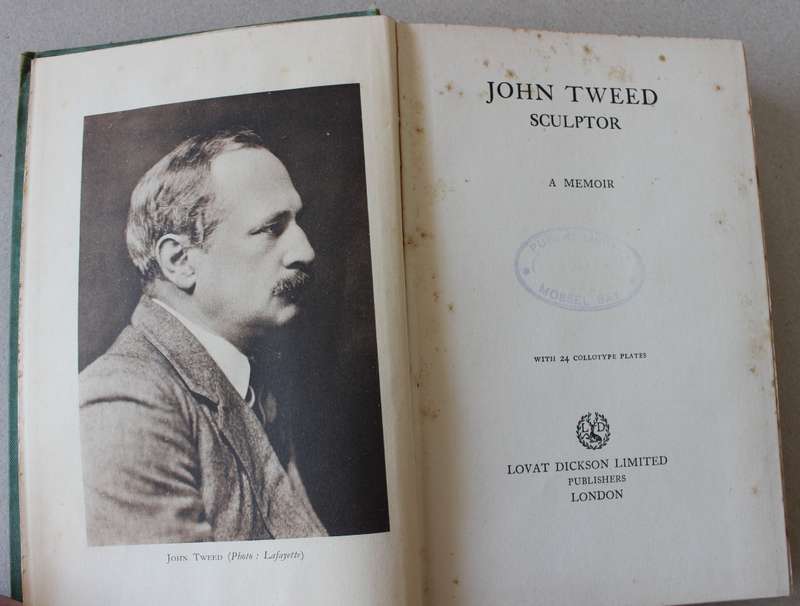 JOHN TWEED (Photo : Lafayette)
JOHN TWEED
SCULPTOR
A MEMOIR
PUBLIC
MOSSEL BAY
WITH 24 COLLOTYPE PLATES
L D
LOVAT DICKSON LIMITED
PUBLISHERS
LONDON